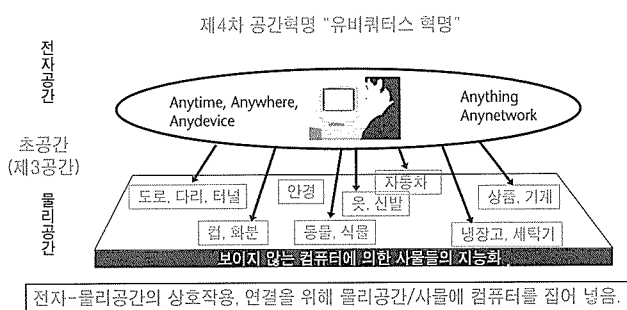 제4차 공간혁명 "유비쿼터스 혁명"
전자공간
Anytime, Anywhere,
Anydevice
Anything
Anynetwork
초공간
(제3공간)
물리공간
도로, 다리, 터널
안경
자동차
옷, 신발
상품, 기계
컵, 화분
동물, 식물
냉장고, 세탁기
보이지 않는 컴퓨터에 의한 사물들의 지능화
전자-물리공간의 상호작용, 연결을 위해 물리공간/사물에 컴퓨터를 집어 넣음.